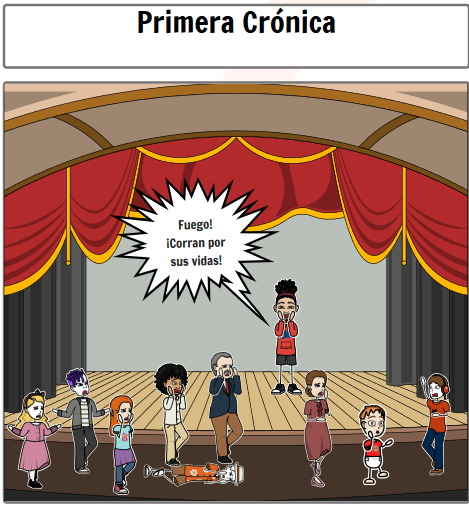 Primera Crónica
Fuego!
¡Corran por
sus vidas!